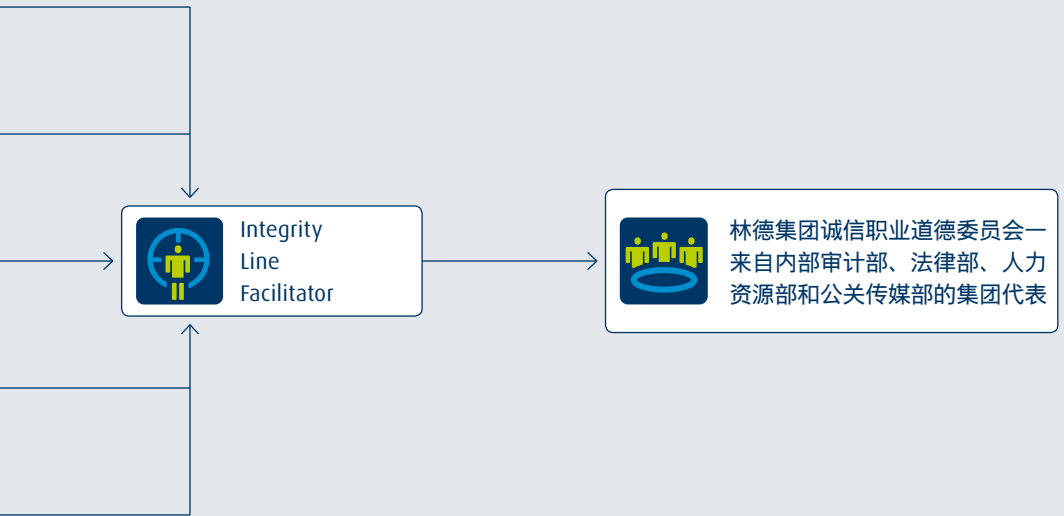 Integrity
Line
Facilitator
林德集团诚信职业道德委员会一
来自内部审计部、法律部、人力
资源部和公关传媒部的集团代表